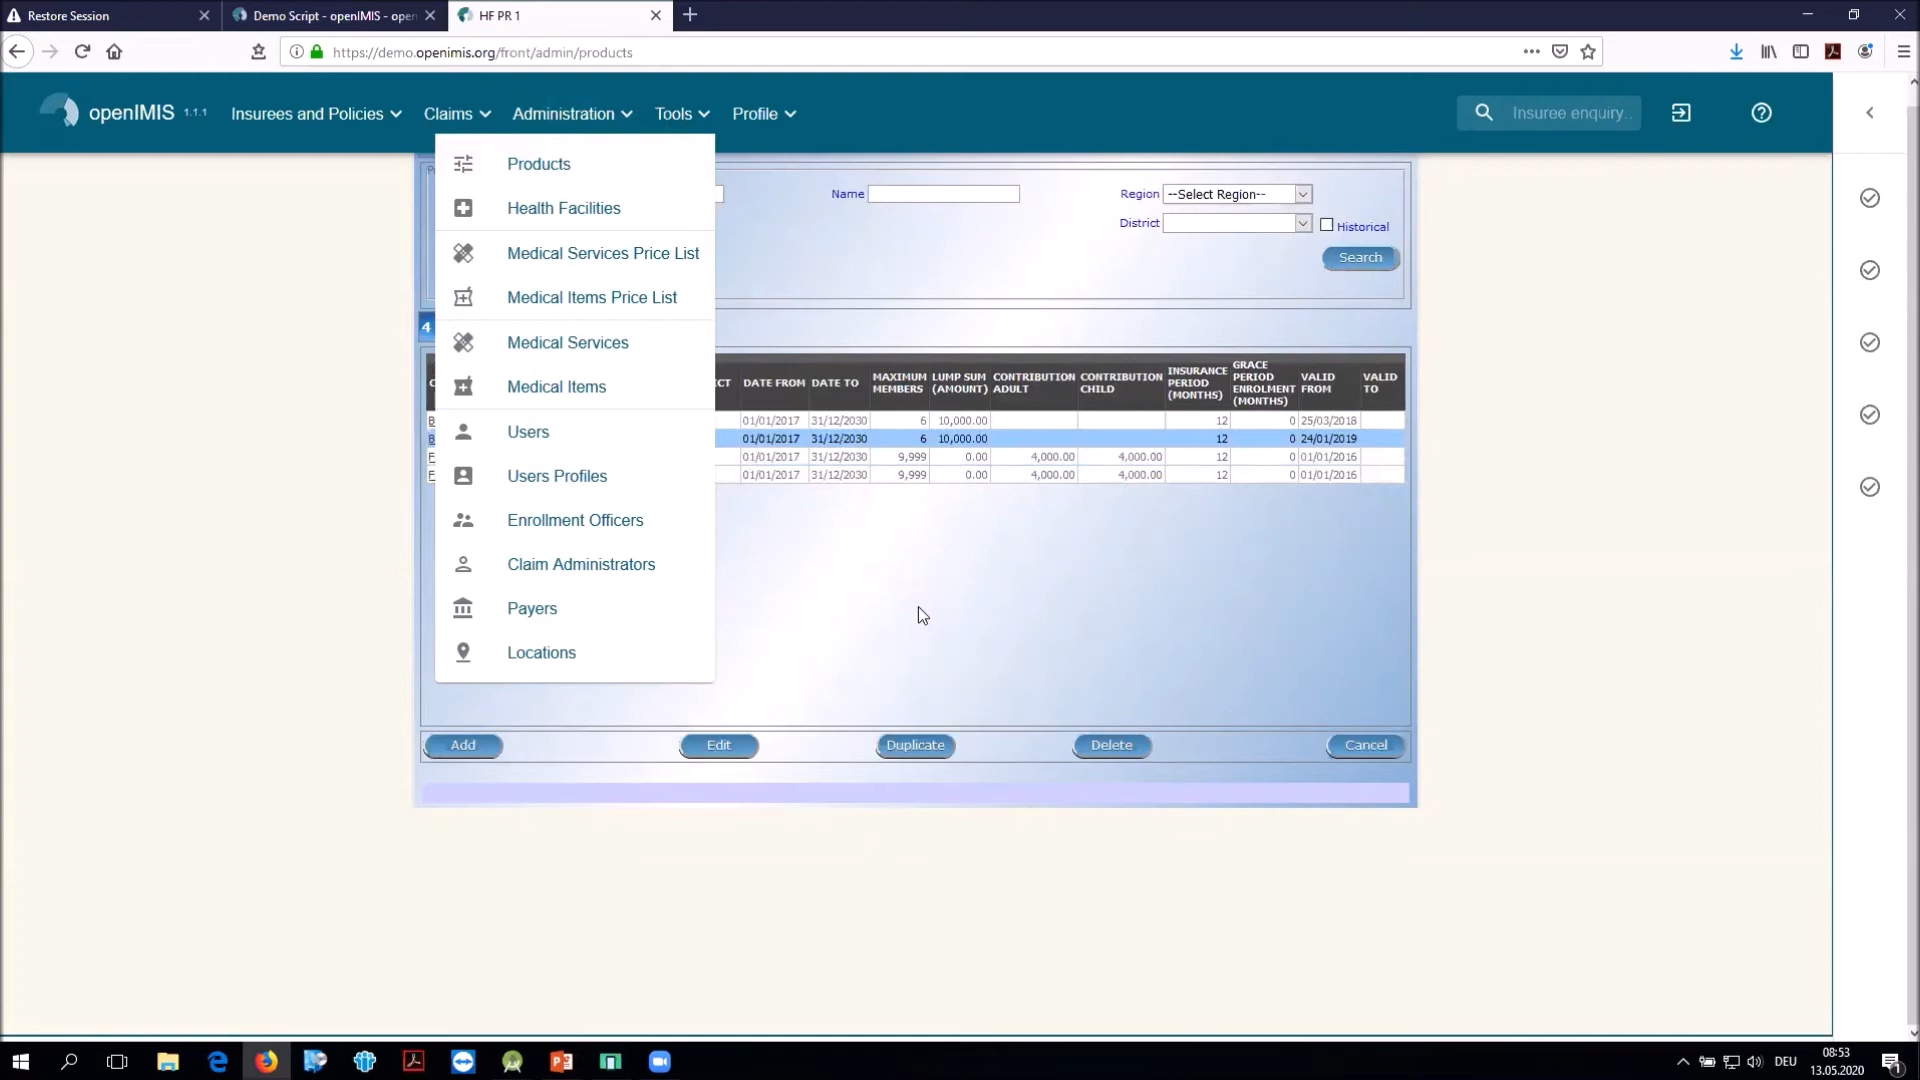 Restore Session
Demo Script - openIMIS - open
HF PR 1
https://demo.openimis.org/front/admin/products
openIMIS 1.1.1
Insurees and Policies
Claims
Administration
Tools
Profile
Insuree enquiry..
Products
Health Facilities
Medical Services Price List
Medical Items Price List
Medical Services
Medical Items
Users
Users Profiles
Enrollment Officers
Claim Administrators
Payers
Locations
Name
Region --Select Region--
District
Historical
Search
4
DATE FROM DATE TO MAXIMUM MEMBERS LUMP SUM (AMOUNT) CONTRIBUTION ADULT CONTRIBUTION CHILD INSURANCE PERIOD (MONTHS) GRACE PERIOD ENROLMENT (MONTHS) VALID FROM VALID TO
01/01/2017 31/12/2030 6 10,000.00 12 0 25/03/2018
01/01/2017 31/12/2030 6 10,000.00 12 0 24/01/2019
01/01/2017 31/12/2030 9,999 0.00 4,000.00 4,000.00 12 0 01/01/2016
01/01/2017 31/12/2030 9,999 0.00 4,000.00 4,000.00 12 0 01/01/2016
Add
Edit
Duplicate
Delete
Cancel
DEU
08:53
13.05.2020
1